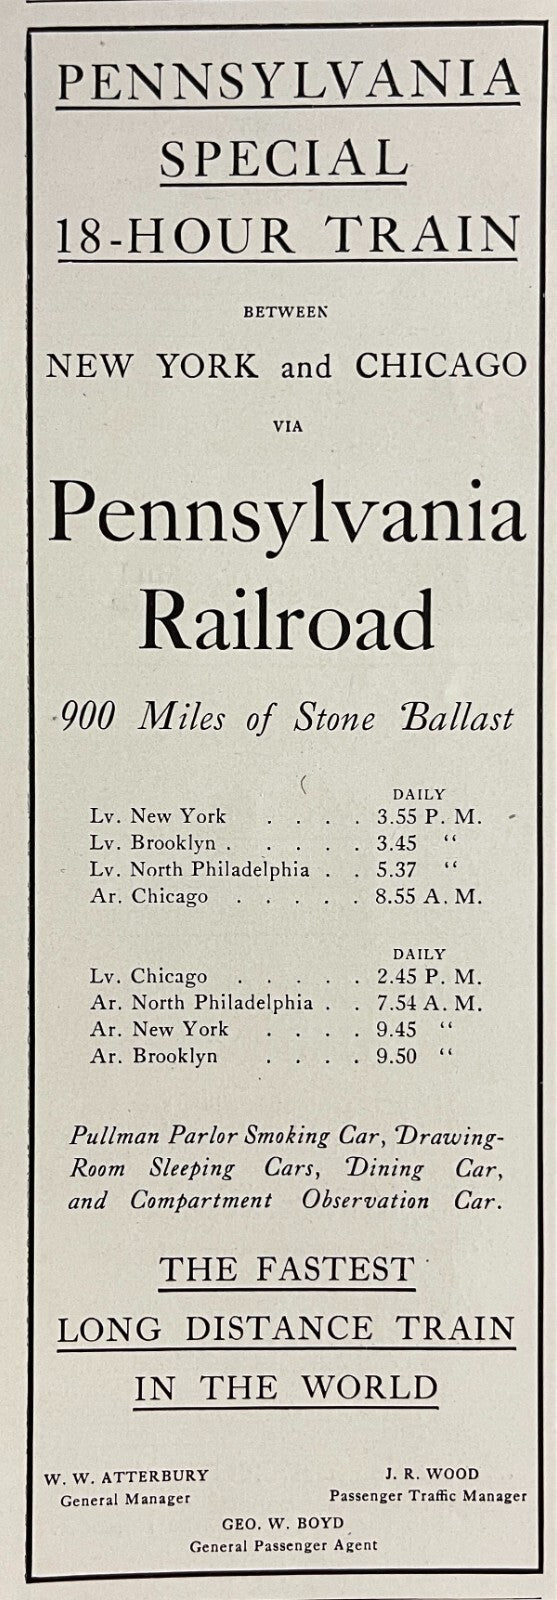 PENNSYLVANIA
SPECIAL
18-HOUR TRAIN
BETWEEN
NEW YORK and CHICAGO
VIA
Pennsylvania
Railroad
900 Miles of Stone Ballast
DAILY
Lv. New York . . . . 3.55 P. M.
Lv. Brooklyn . . . . . 3.45 “
Lv. North Philadelphia . . 5.37 “
Ar. Chicago . . . . . 8.55 A. M.
DAILY
Lv. Chicago . . . . . 2.45 P. M.
Ar. North Philadelphia . . 7.54 A. M.
Ar. New York . . . . 9.45 “
Ar. Brooklyn . . . . 9.50 “
Pullman Parlor Smoking Car, Drawing-
Room Sleeping Cars, Dining Car,
and Compartment Observation Car.
THE FASTEST
LONG DISTANCE TRAIN
IN THE WORLD
W. W. ATTERBURY J. R. WOOD
General Manager Passenger Traffic Manager
GEO. W. BOYD
General Passenger Agent